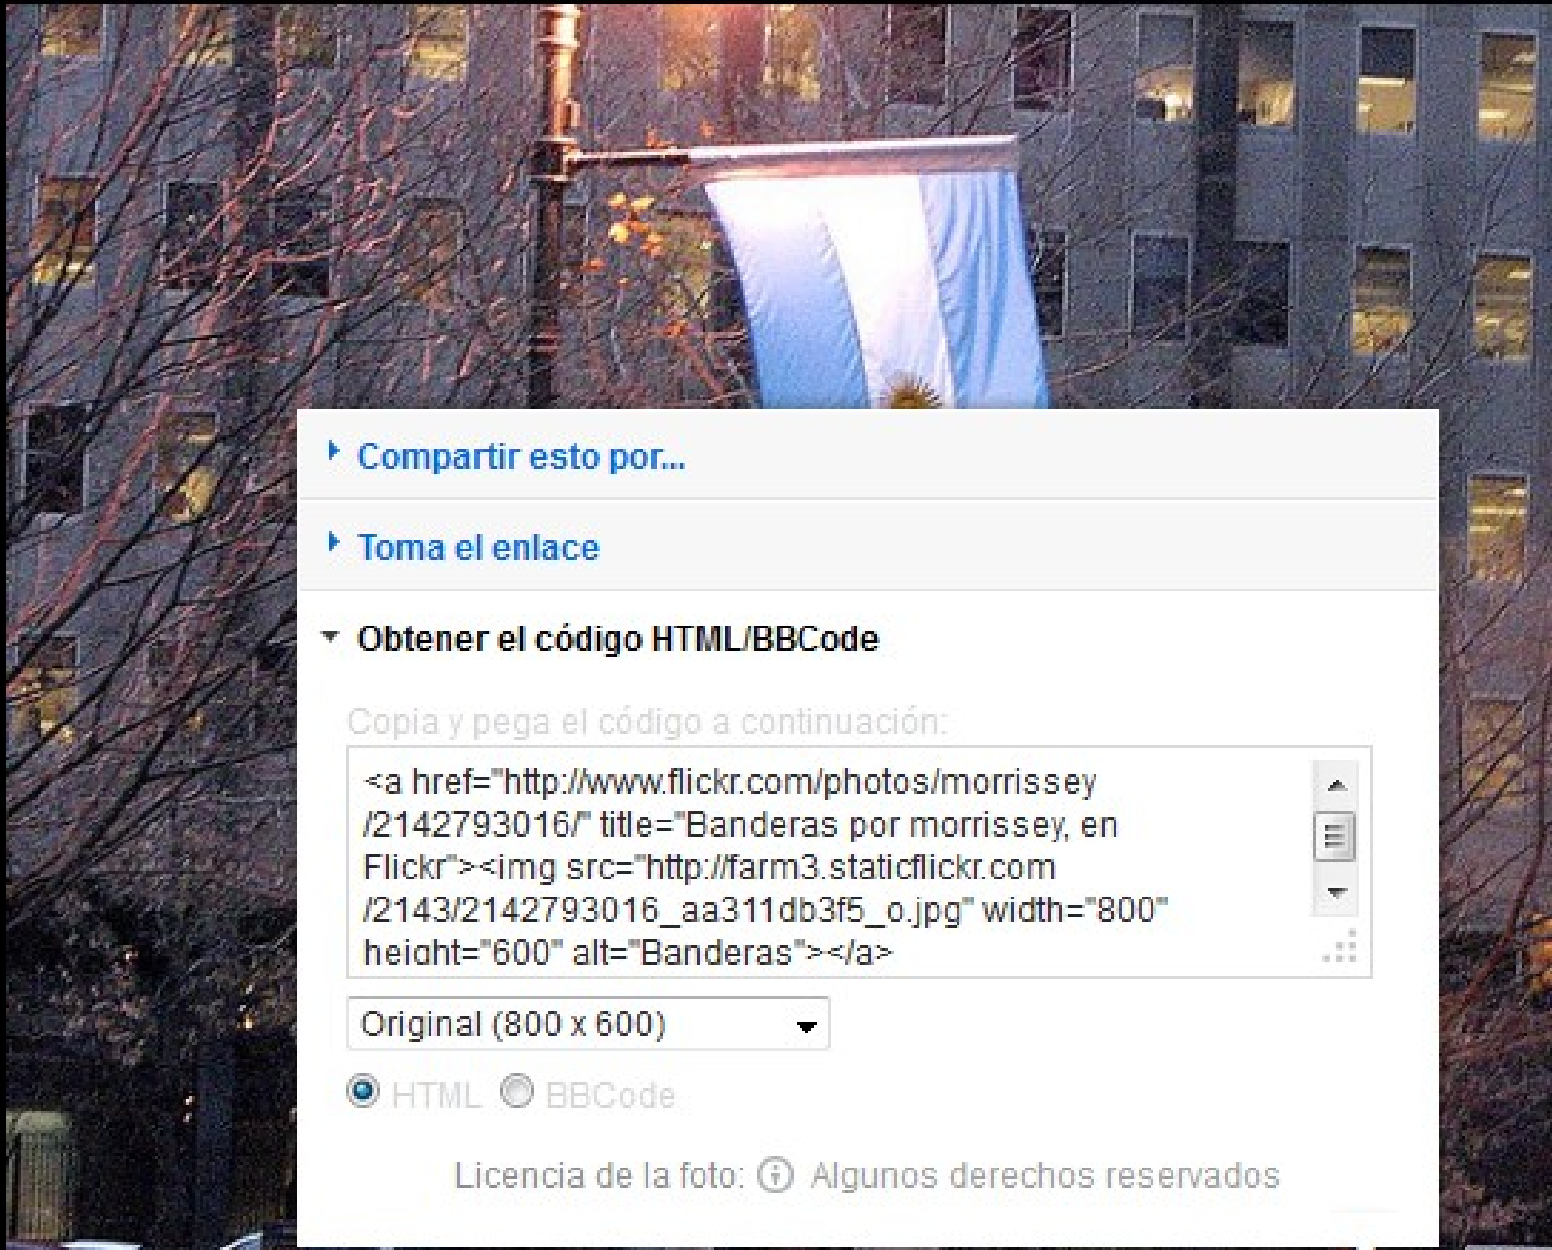 Compartir esto por...
Toma el enlace
Obtener el código HTML/BBCode
Copia y pega el código a continuación:
<a href="http://www.flickr.com/photos/morrissey
/2142793016/" title="Banderas por morrissey, en
Flickr"><img src="http://farm3.staticflickr.com
/2143/2142793016_aa311db3f5_o.jpg" width="800"
height="600" alt="Banderas"></a>
Original (800 x 600)
HTML BBCode
Licencia de la foto: Algunos derechos reservados